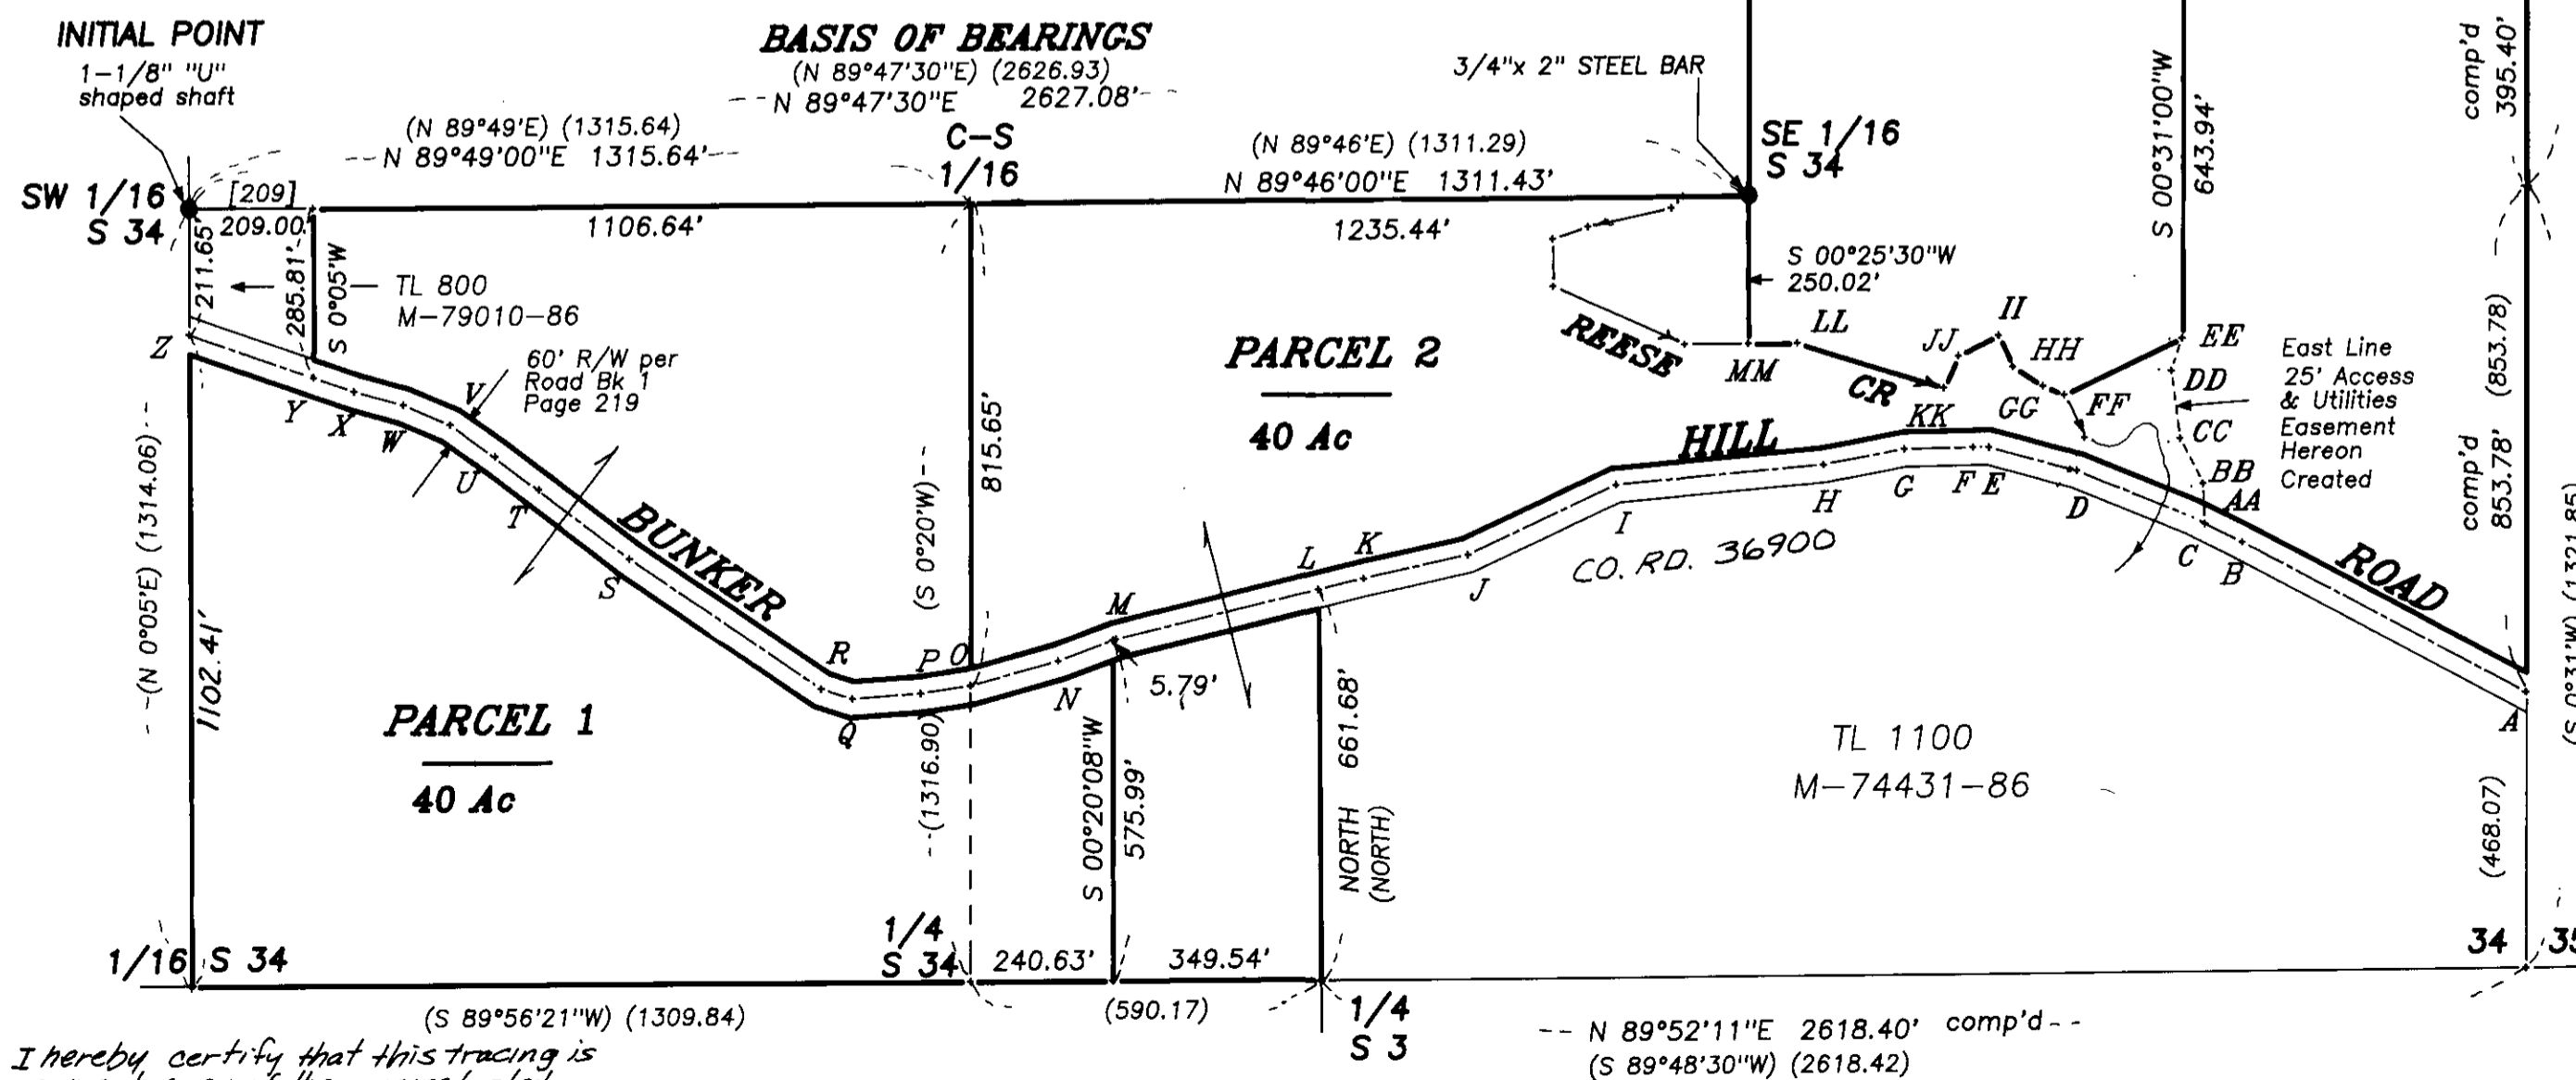 INITIAL POINT
1-1/8" "U"
shaped shaft
BASIS OF BEARINGS
(N 89°47'30"E) (2626.93)
N 89°47'30"E 2627.08'
(N 89°49'E) (1315.64)
N 89°49'00"E 1315.64'
C-S
1/16
(N 89°46'E) (1311.29)
N 89°46'00"E 1311.43'
3/4"x 2" STEEL BAR
SE 1/16
S 34
S 00°31'00"W
643.94'
comp'd
395.40'
SW 1/16
S 34
[209]
209.00'
1106.64'
1235.44'
211.65'
285.81'
S 0°05'W
TL 800
M-79010-86
60' R/W per
Road Bk 1
Page 219
S 00°25'30"W
250.02'
PARCEL 2
40 Ac
REESE
CR
MM
LL
KK
JJ
II
HH
GG
FF
EE
DD
CC
BB
AA
East Line
25' Access
& Utilities
Easement
Hereon
Created
comp'd
853.78'
(853.78)
(S 0°31'W) (1321.85)
Z
Y
X
W
V
U
T
S
R
Q
P
O
N
M
L
K
J
I
H
G
F
E
D
C
B
A
BUNKER
HILL
ROAD
CO. RD. 36900
(N 0°05'E) (1314.06)
1102.41'
(S 0°20'W)
815.65'
(1316.90)
PARCEL 1
40 Ac
5.79'
S 00°20'08"W
575.99'
NORTH 661.68'
(NORTH)
TL 1100
M-74431-86
(468.07)
1/16
S 34
1/4
S 34
240.63'
349.54'
34
35
(S 89°56'21"W) (1309.84)
(590.17)
1/4
S 3
N 89°52'11"E 2618.40' comp'd
(S 89°48'30"W) (2618.42)
I hereby certify that this tracing is